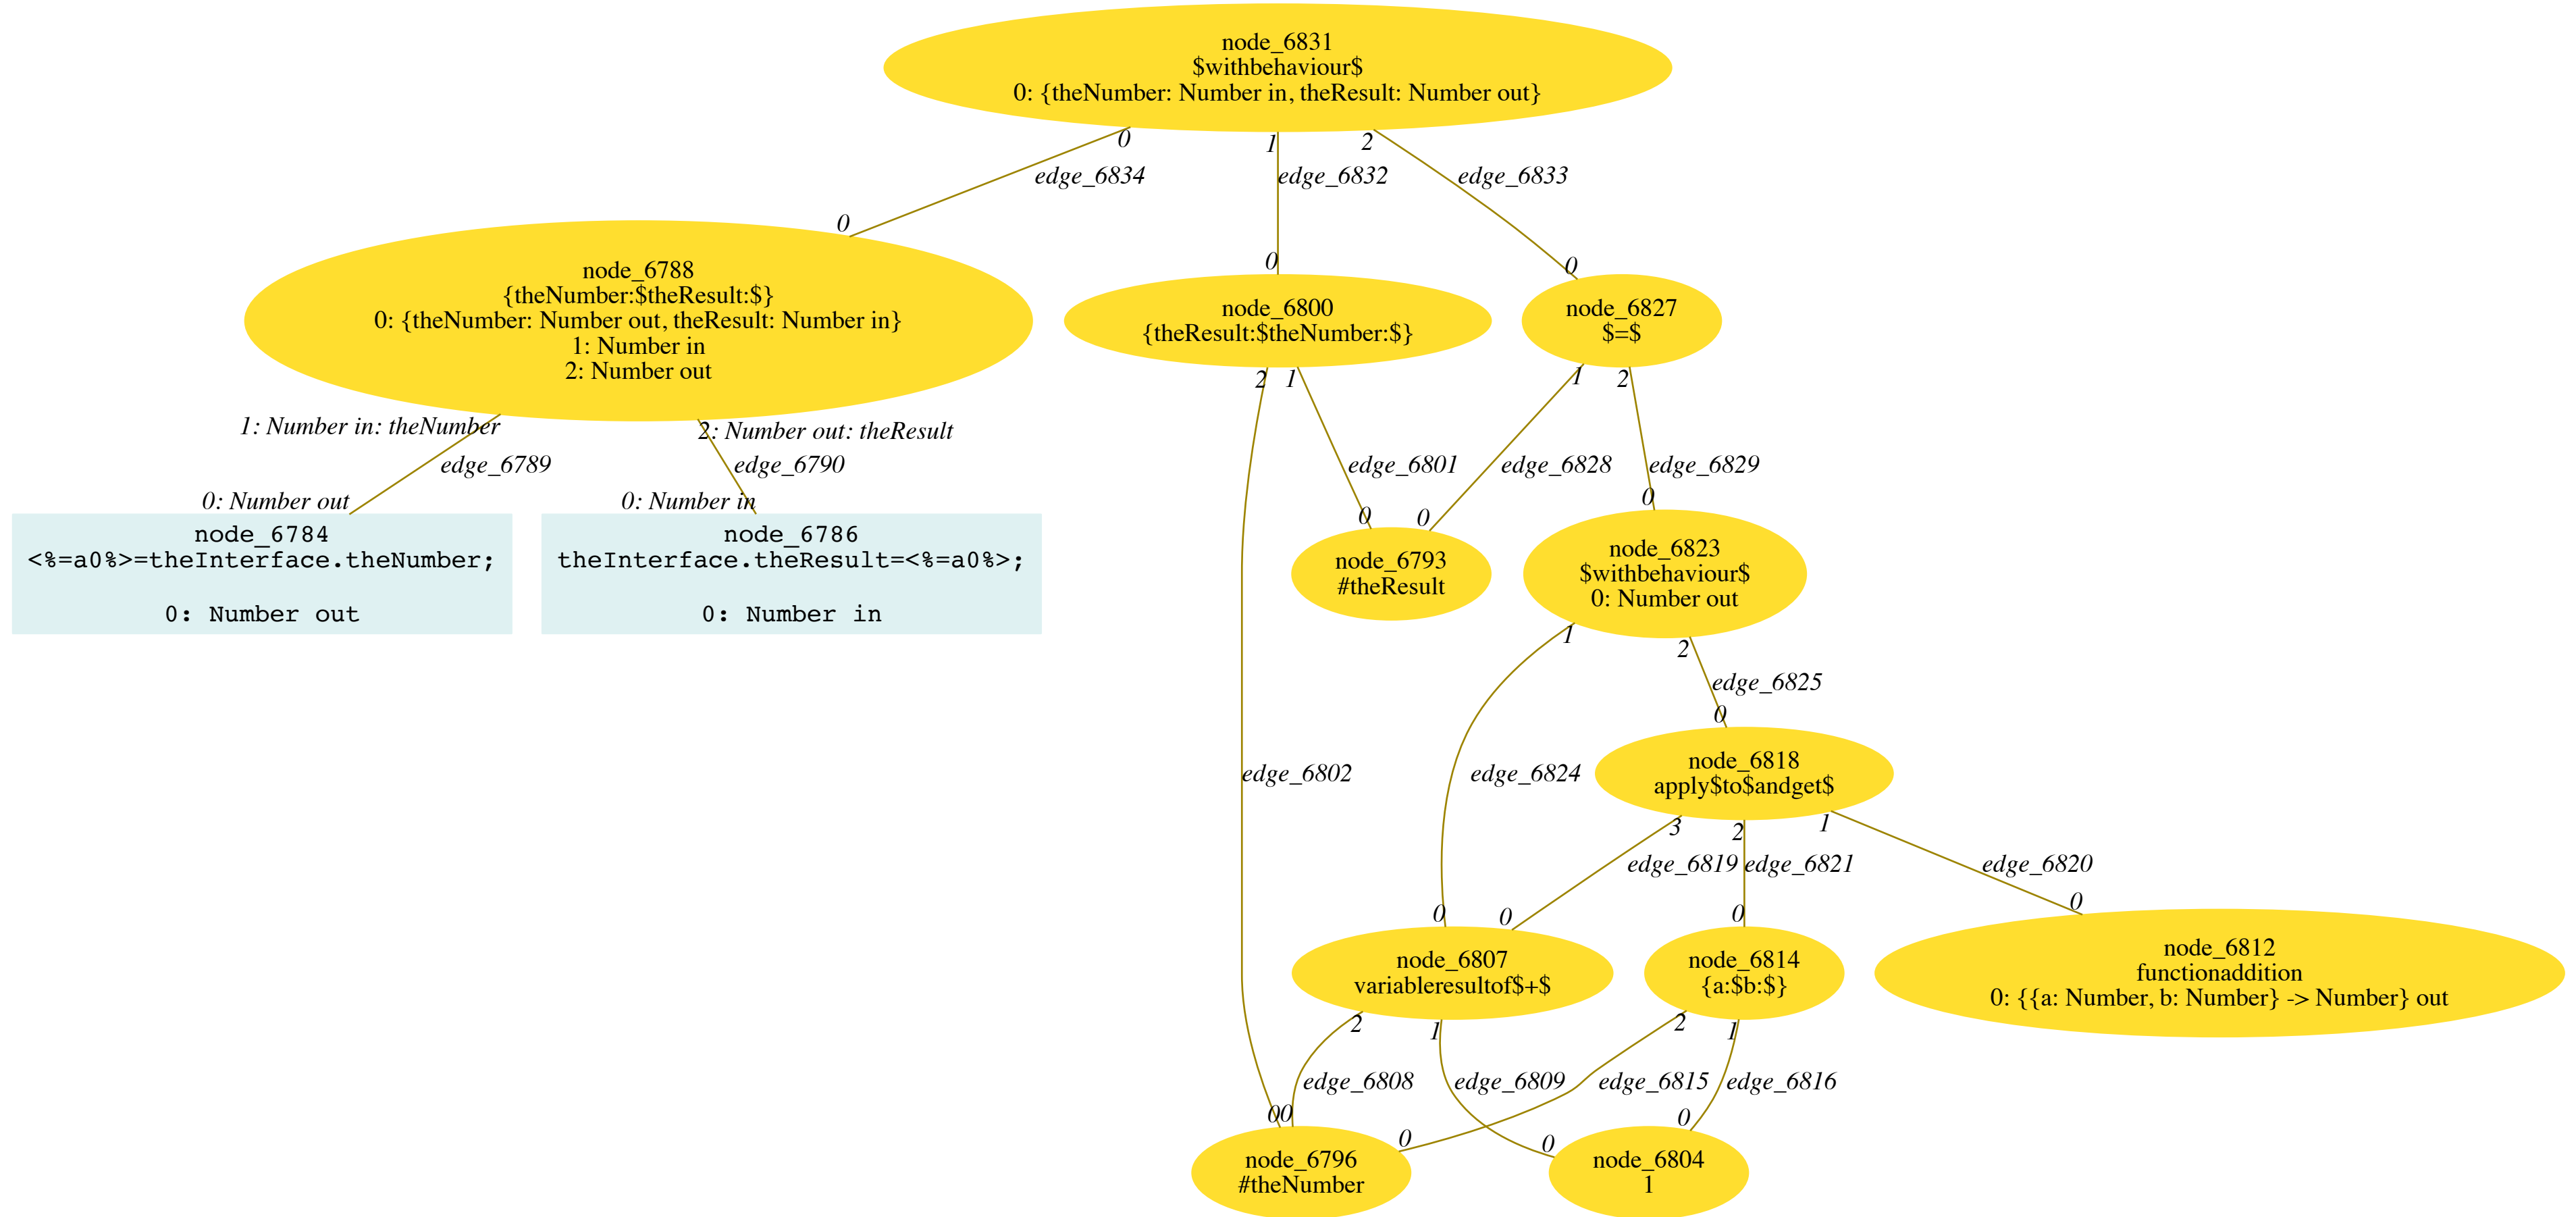 node_6831
$withbehaviour$
0: {theNumber: Number in, theResult: Number out}
0
1
2
edge_6834
edge_6832
edge_6833
0
0
0
node_6788
{theNumber:$theResult:$}
0: {theNumber: Number out, theResult: Number in}
1: Number in
2: Number out
node_6800
{theResult:$theNumber:$}
node_6827
$=$
1: Number in: theNumber
2: Number out: theResult
2
1
1
2
edge_6789
edge_6790
edge_6801
edge_6828
edge_6829
0: Number out
0: Number in
0
0
0
node_6784
<%=a0%>=theInterface.theNumber;
0: Number out
node_6786
theInterface.theResult=<%=a0%>;
0: Number in
node_6793
#theResult
node_6823
$withbehaviour$
0: Number out
1
2
edge_6825
0
node_6818
apply$to$andget$
edge_6802
edge_6824
3
2
1
edge_6819
edge_6821
edge_6820
0
0
0
0
node_6807
variableresultof$+$
node_6814
{a:$b:$}
node_6812
functionaddition
0: {{a: Number, b: Number} -> Number} out
2
1
2
1
edge_6808
edge_6809
edge_6815
edge_6816
0
0
0
0
0
node_6796
#theNumber
node_6804
1